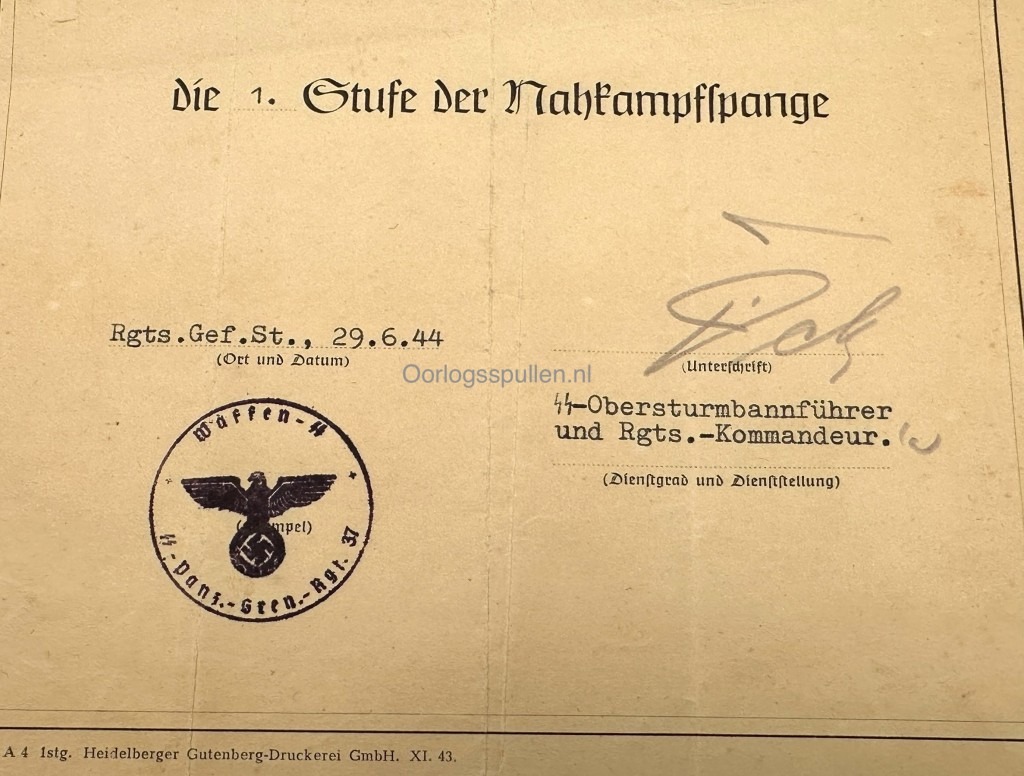 die 1. Stufe der Nahkampfspange
Rgts.Gef.St., 29.6.44
(Ort und Datum)
(Unterschrift)
Oorlogsspullen.nl
SS-Obersturmbannführer
und Rgts.-Kommandeur.
(Dienstgrad und Dienststellung)
Waffen-SS
SS-Panz.-Gren.-Rgt. 37
A 4 1stg. Heidelberger Gutenberg-Druckerei GmbH. XI. 43.